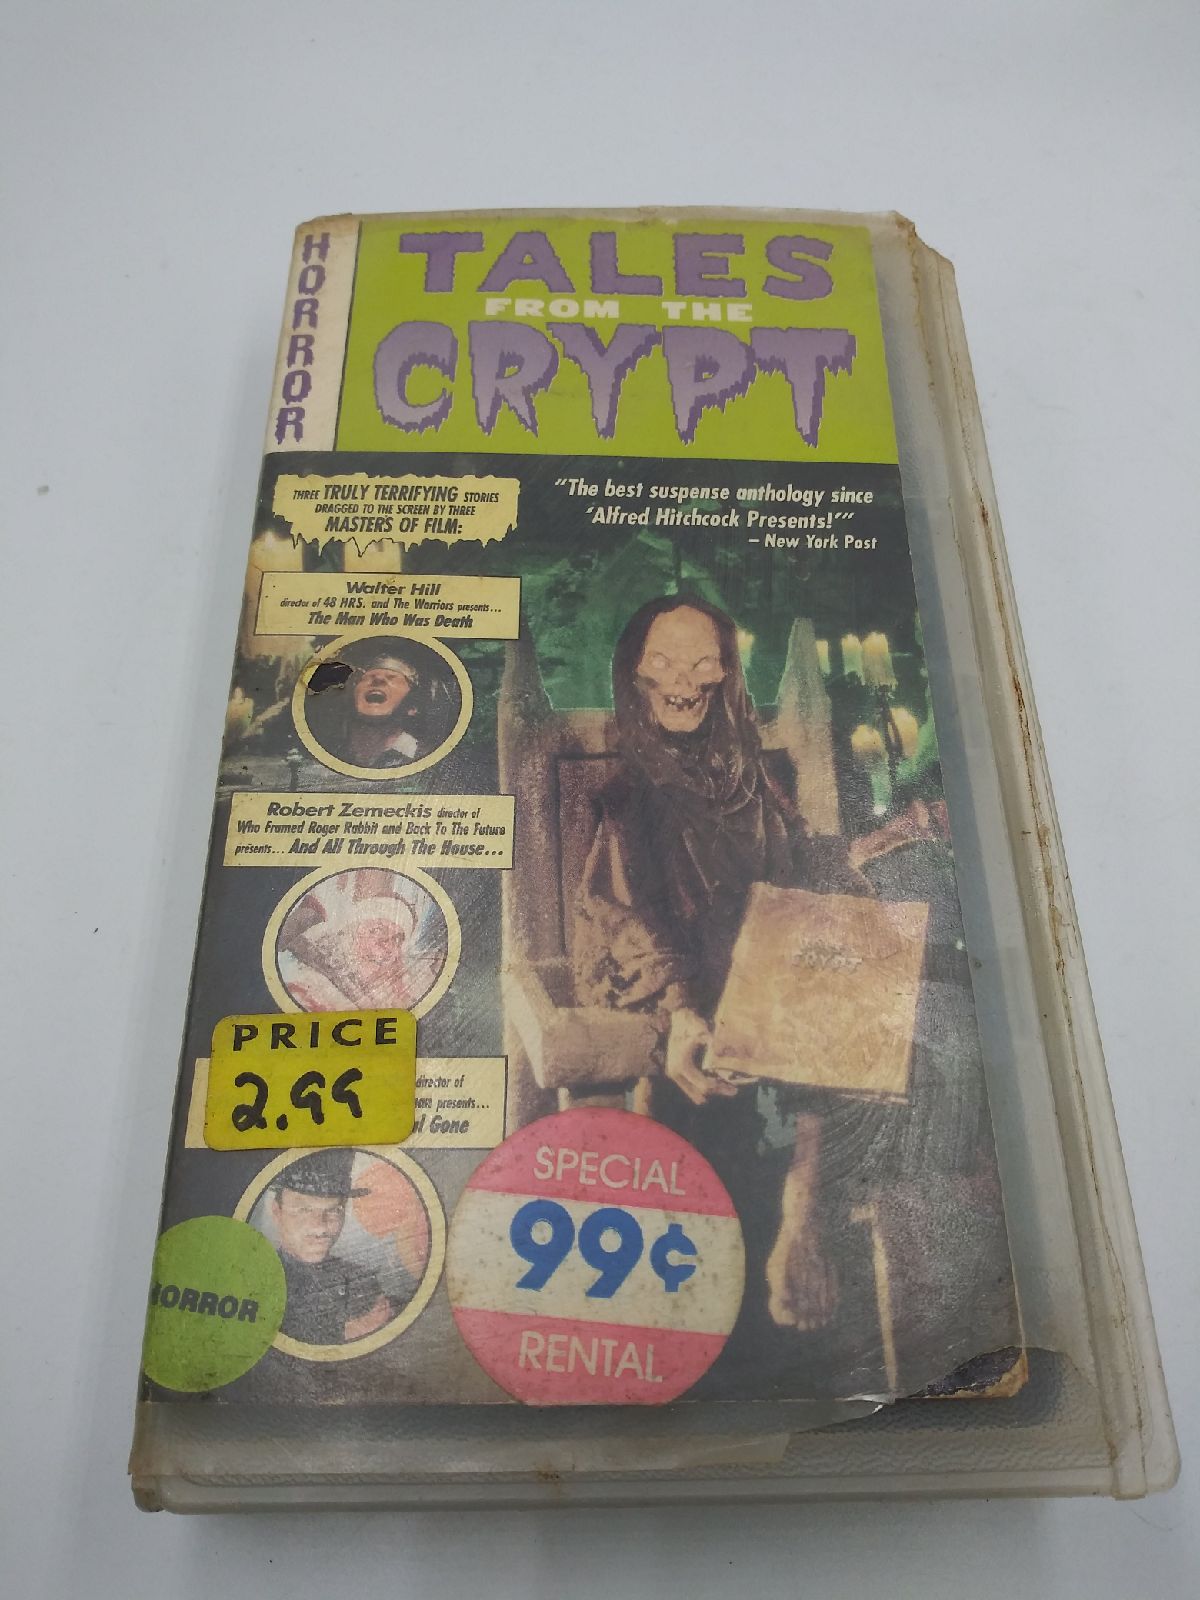 HORROR
TALES
FROM THE
CRYPT
THREE TRULY TERRIFYING STORIES
DRAGGED TO THE SCREEN BY THREE
MASTERS OF FILM:
"The best suspense anthology since
'Alfred Hitchcock Presents!'"
– New York Post
Walter Hill
director of 48 HRS. and The Warriors presents...
The Man Who Was Death
Robert Zemeckis director of
Who Framed Roger Rabbit and Back To The Future
presents... And All Through The House...
CRYPT
PRICE
2.99
director of
presents...
Gone
SPECIAL
99¢
RENTAL
HORROR